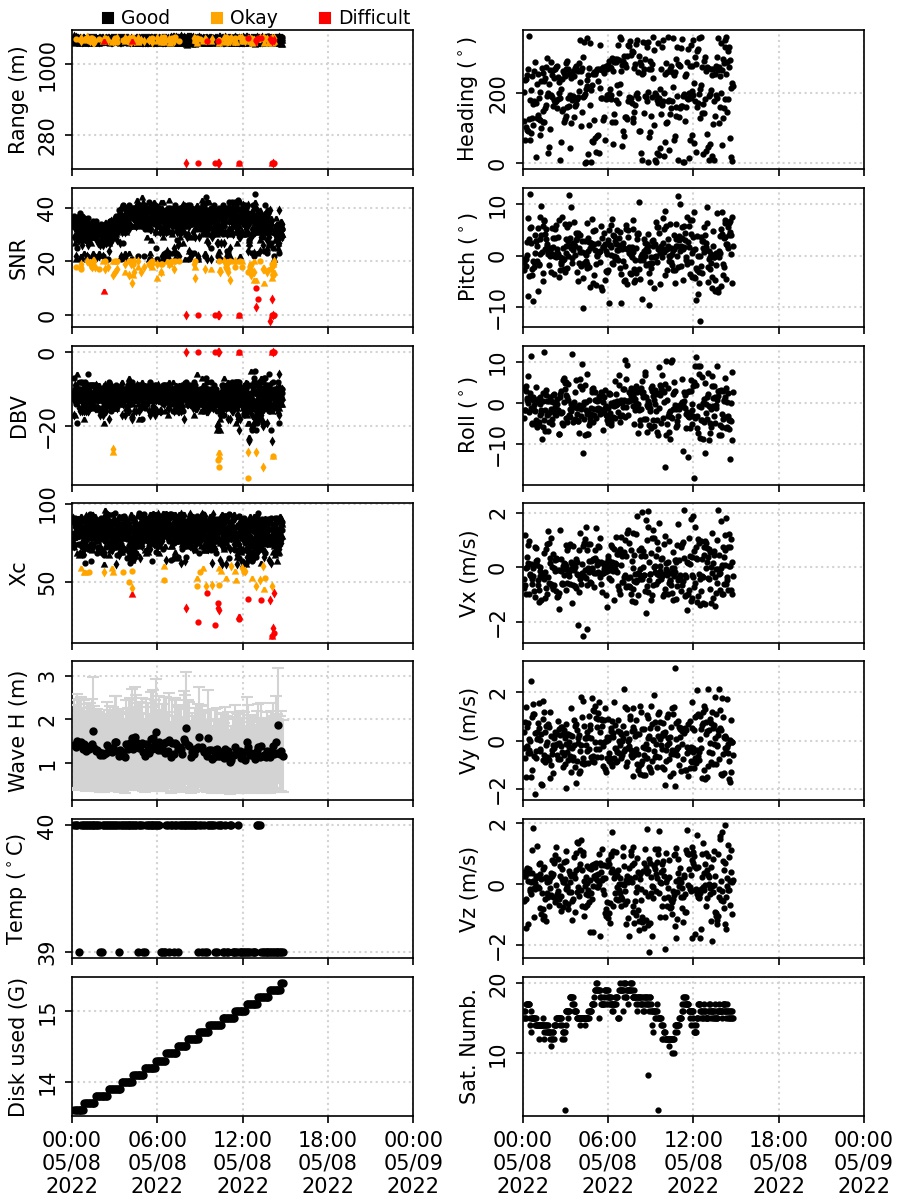 Good Okay Difficult
Range (m)
1000
280
SNR
40
20
0
DBV
0
−20
Xc
100
50
Wave H (m)
3
2
1
Temp (°C)
40
39
Disk used (G)
15
14
00:00 06:00 12:00 18:00 00:00
05/08 05/08 05/08 05/08 05/09
2022 2022 2022 2022 2022
Heading (°)
200
0
Pitch (°)
10
0
−10
Roll (°)
10
0
−10
Vx (m/s)
2
0
−2
Vy (m/s)
2
0
−2
Vz (m/s)
2
0
−2
Sat. Numb.
20
10
00:00 06:00 12:00 18:00 00:00
05/08 05/08 05/08 05/08 05/09
2022 2022 2022 2022 2022